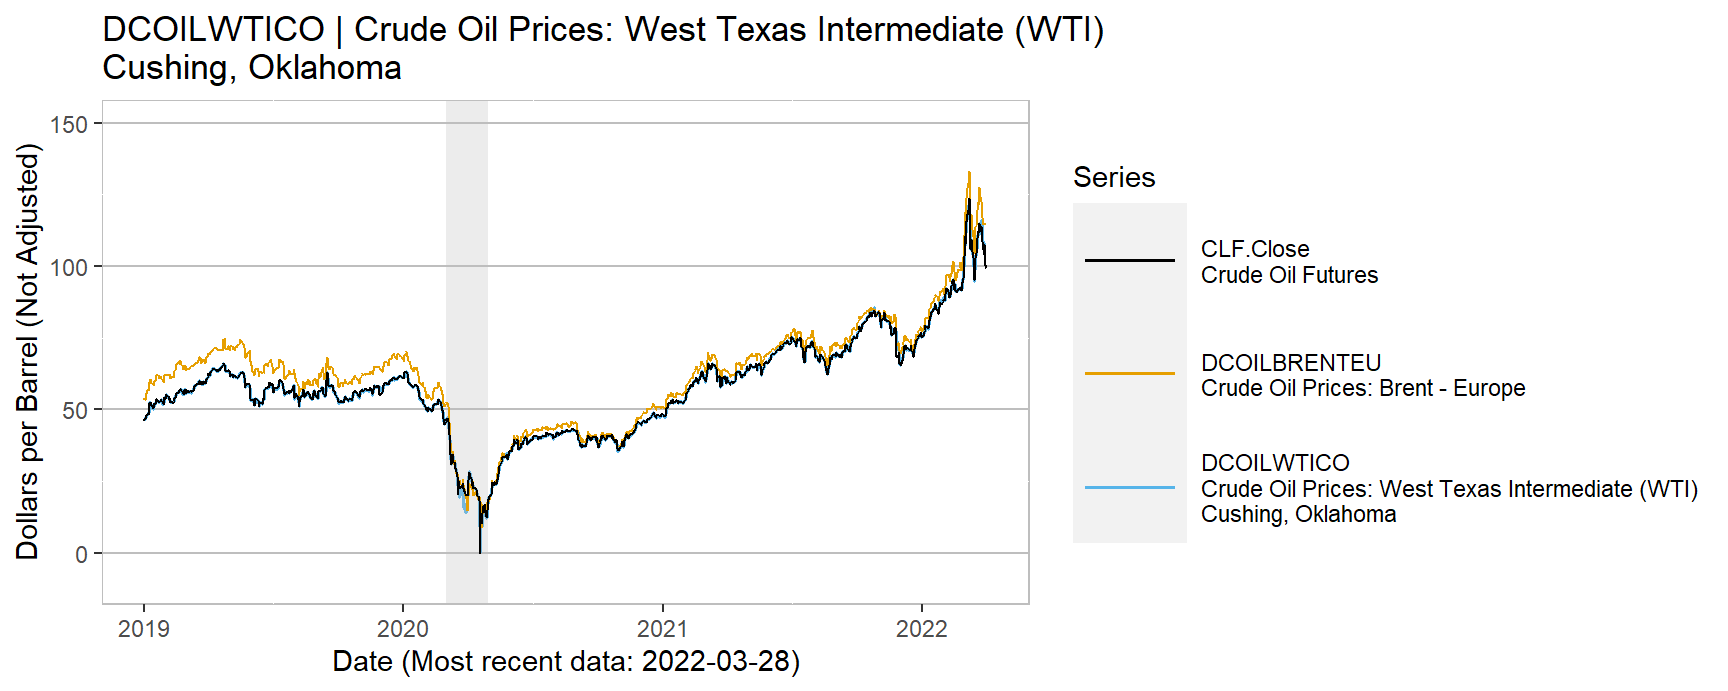 DCOILWTICO | Crude Oil Prices: West Texas Intermediate (WTI)
Cushing, Oklahoma
Dollars per Barrel (Not Adjusted)
150
100
50
0
2019
2020
2021
2022
Date (Most recent data: 2022-03-28)
Series
CLF.Close
Crude Oil Futures
DCOILBRENTEU
Crude Oil Prices: Brent - Europe
DCOILWTICO
Crude Oil Prices: West Texas Intermediate (WTI)
Cushing, Oklahoma